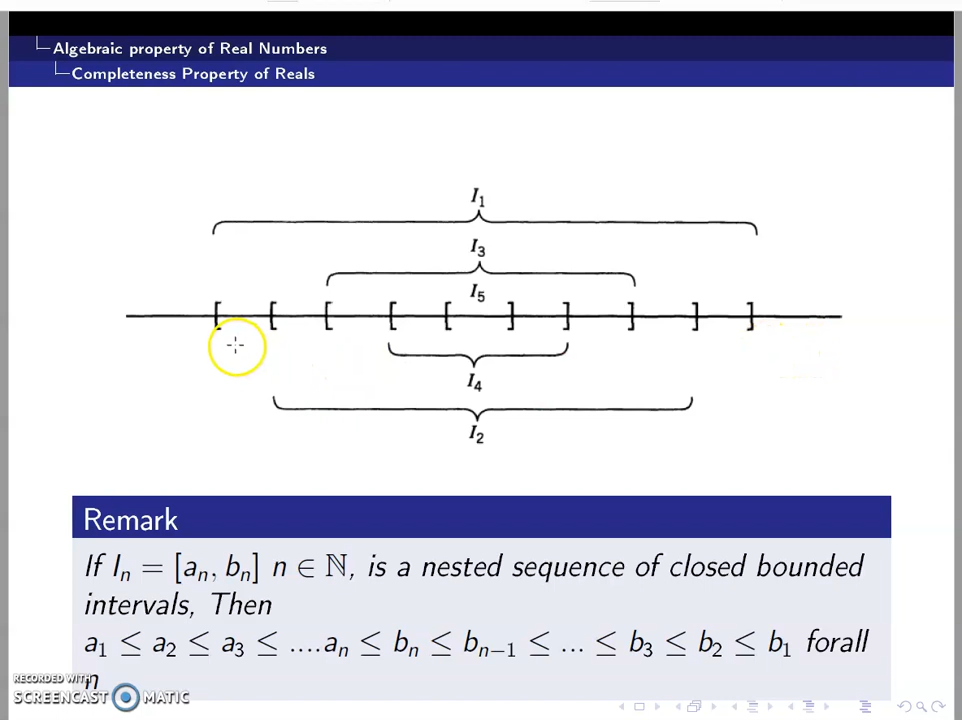 Algebraic property of Real Numbers
Completeness Property of Reals
I₁
I₃
I₅
I₄
I₂
Remark
If Iₙ = [aₙ, bₙ] n ∈ ℕ, is a nested sequence of closed bounded
intervals, Then
a₁ ≤ a₂ ≤ a₃ ≤ ....aₙ ≤ bₙ ≤ bₙ₋₁ ≤ ... ≤ b₃ ≤ b₂ ≤ b₁ forall
n
RECORDED WITH
SCREENCAST MATIC